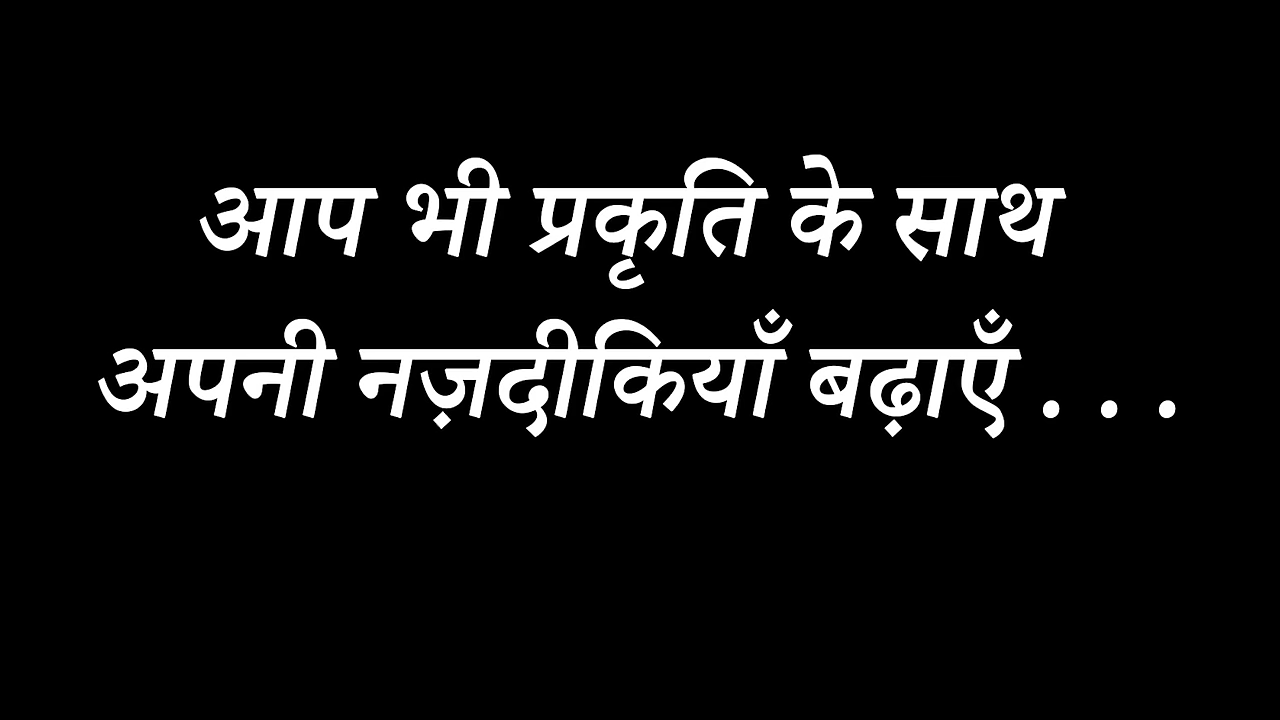 आप भी प्रकृति के साथ
अपनी नज़दीकियाँ बढ़ाएँ . . .